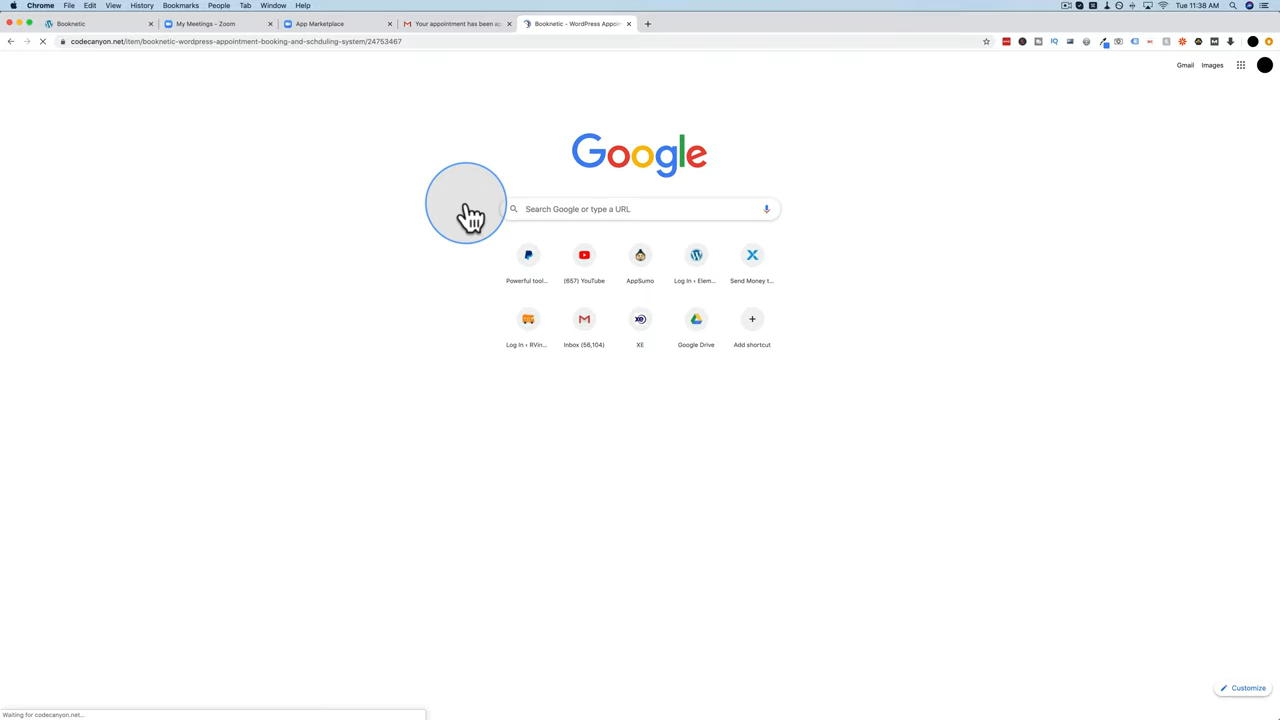 Chrome File Edit View History Bookmarks People Tab Window Help Tue 11:38 AM
Booknetic My Meetings - Zoom App Marketplace Your appointment has been ap Booknetic - WordPress Appoin
codecanyon.net/item/booknetic-wordpress-appointment-booking-and-schduling-system/24753467
Gmail Images
Google
Search Google or type a URL
Powerful tool... (657) YouTube AppSumo Log In ‹ Elem... Send Money t...
Log In ‹ RVin... Inbox (56,104) XE Google Drive Add shortcut
Customize
Waiting for codecanyon.net...